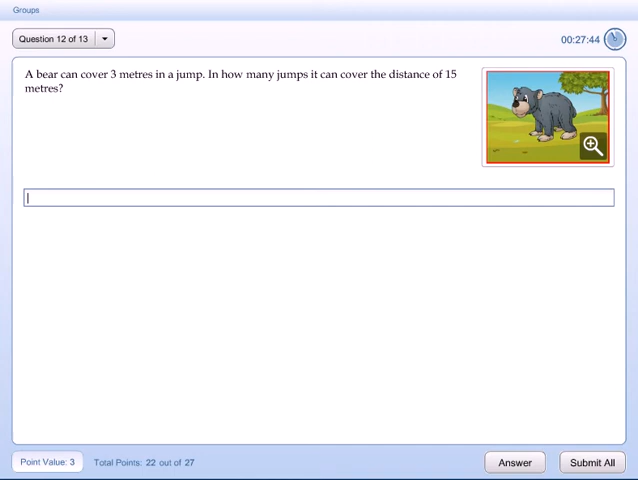 Groups
Question 12 of 13
00:27:44
A bear can cover 3 metres in a jump. In how many jumps it can cover the distance of 15
metres?
Point Value: 3
Total Points: 22 out of 27
Answer
Submit All